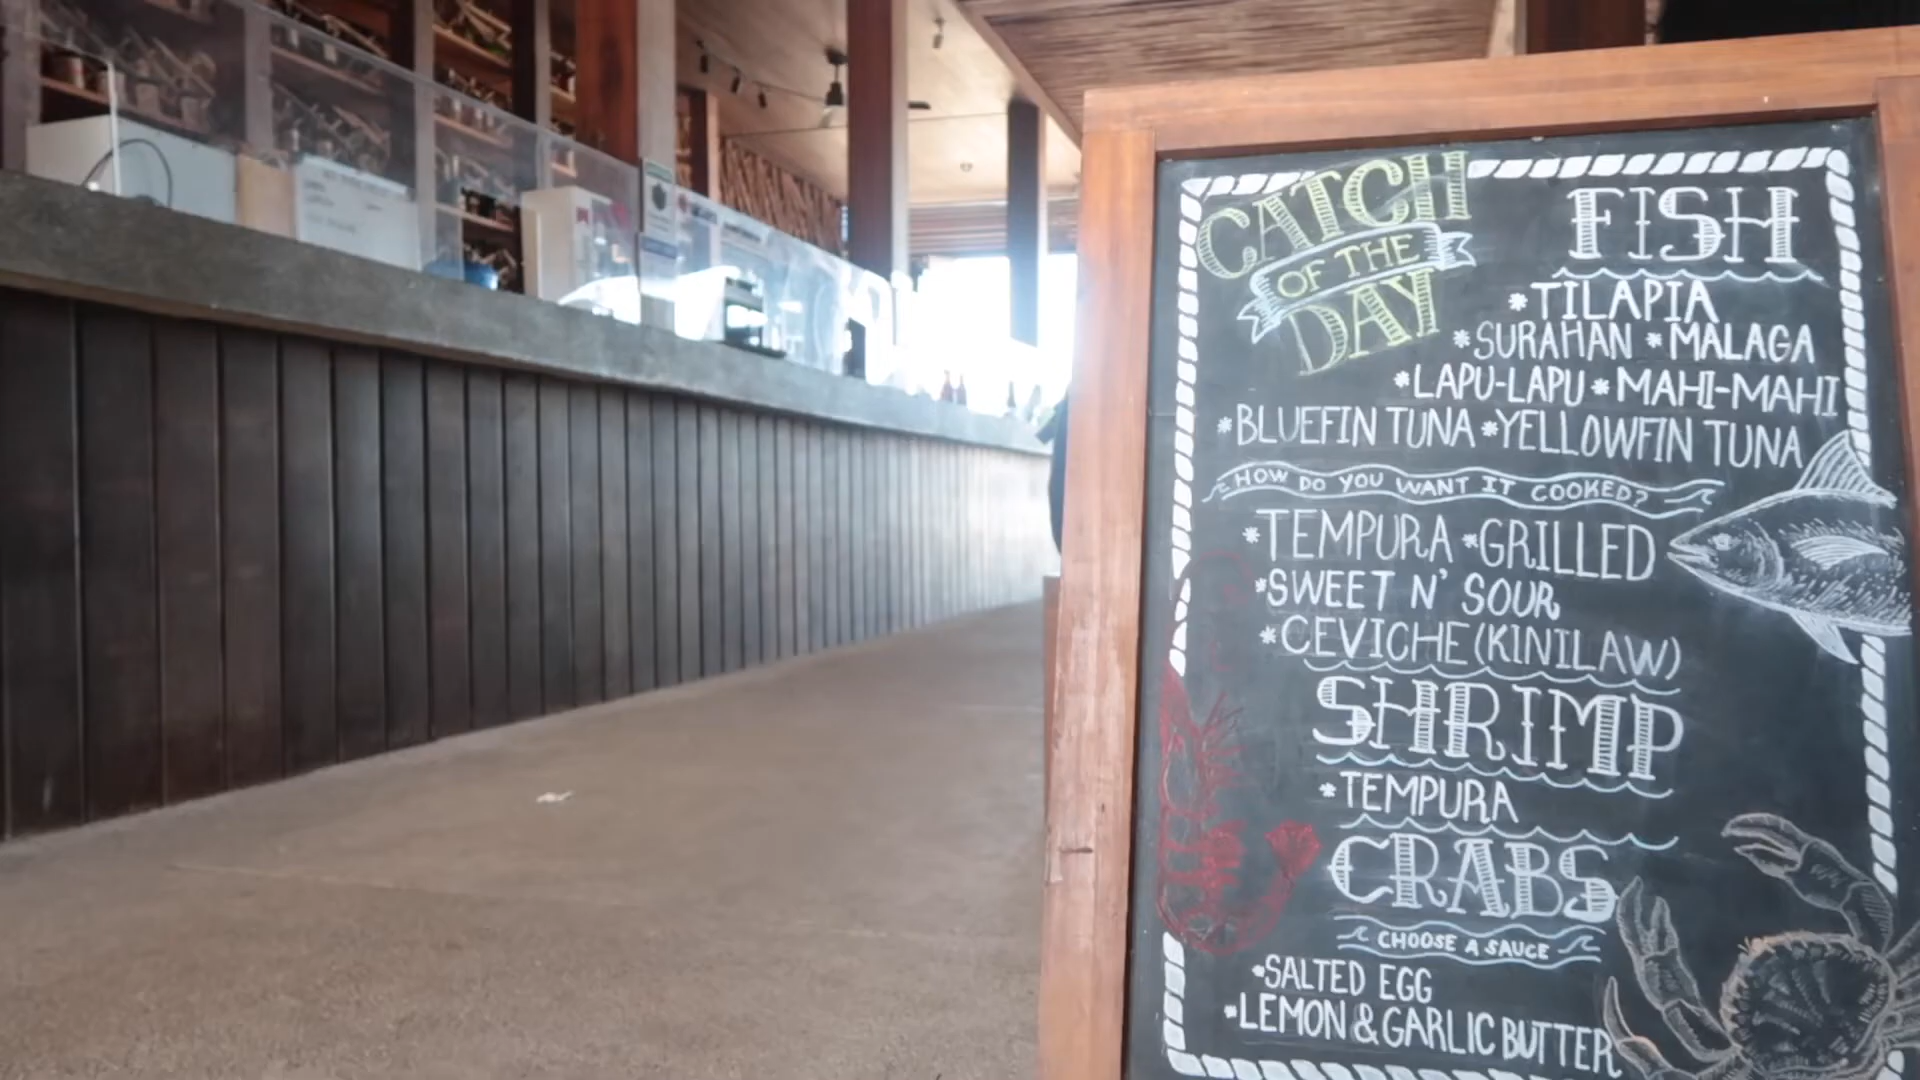 CATCH
OF THE
DAY
FISH
*TILAPIA
*SURAHAN *MALAGA
*LAPU-LAPU *MAHI-MAHI
*BLUEFIN TUNA *YELLOWFIN TUNA
HOW DO YOU WANT IT COOKED?
*TEMPURA *GRILLED
*SWEET N' SOUR
*CEVICHE (KINILAW)
SHRIMP
*TEMPURA
CRABS
CHOOSE A SAUCE
*SALTED EGG
*LEMON & GARLIC BUTTER